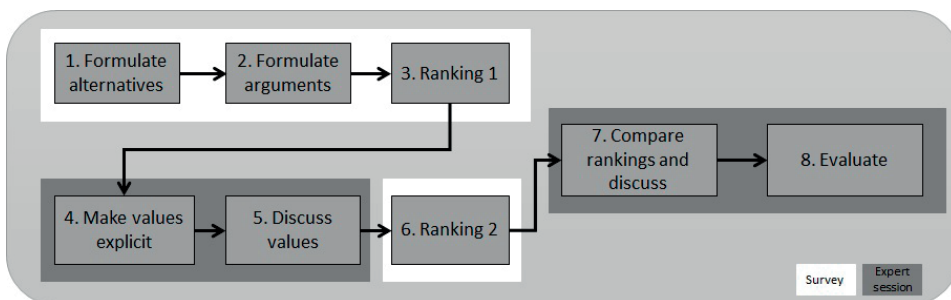 1. Formulate
alternatives
2. Formulate
arguments
3. Ranking 1
4. Make values
explicit
5. Discuss
values
6. Ranking 2
7. Compare
rankings and
discuss
8. Evaluate
Survey
Expert
session